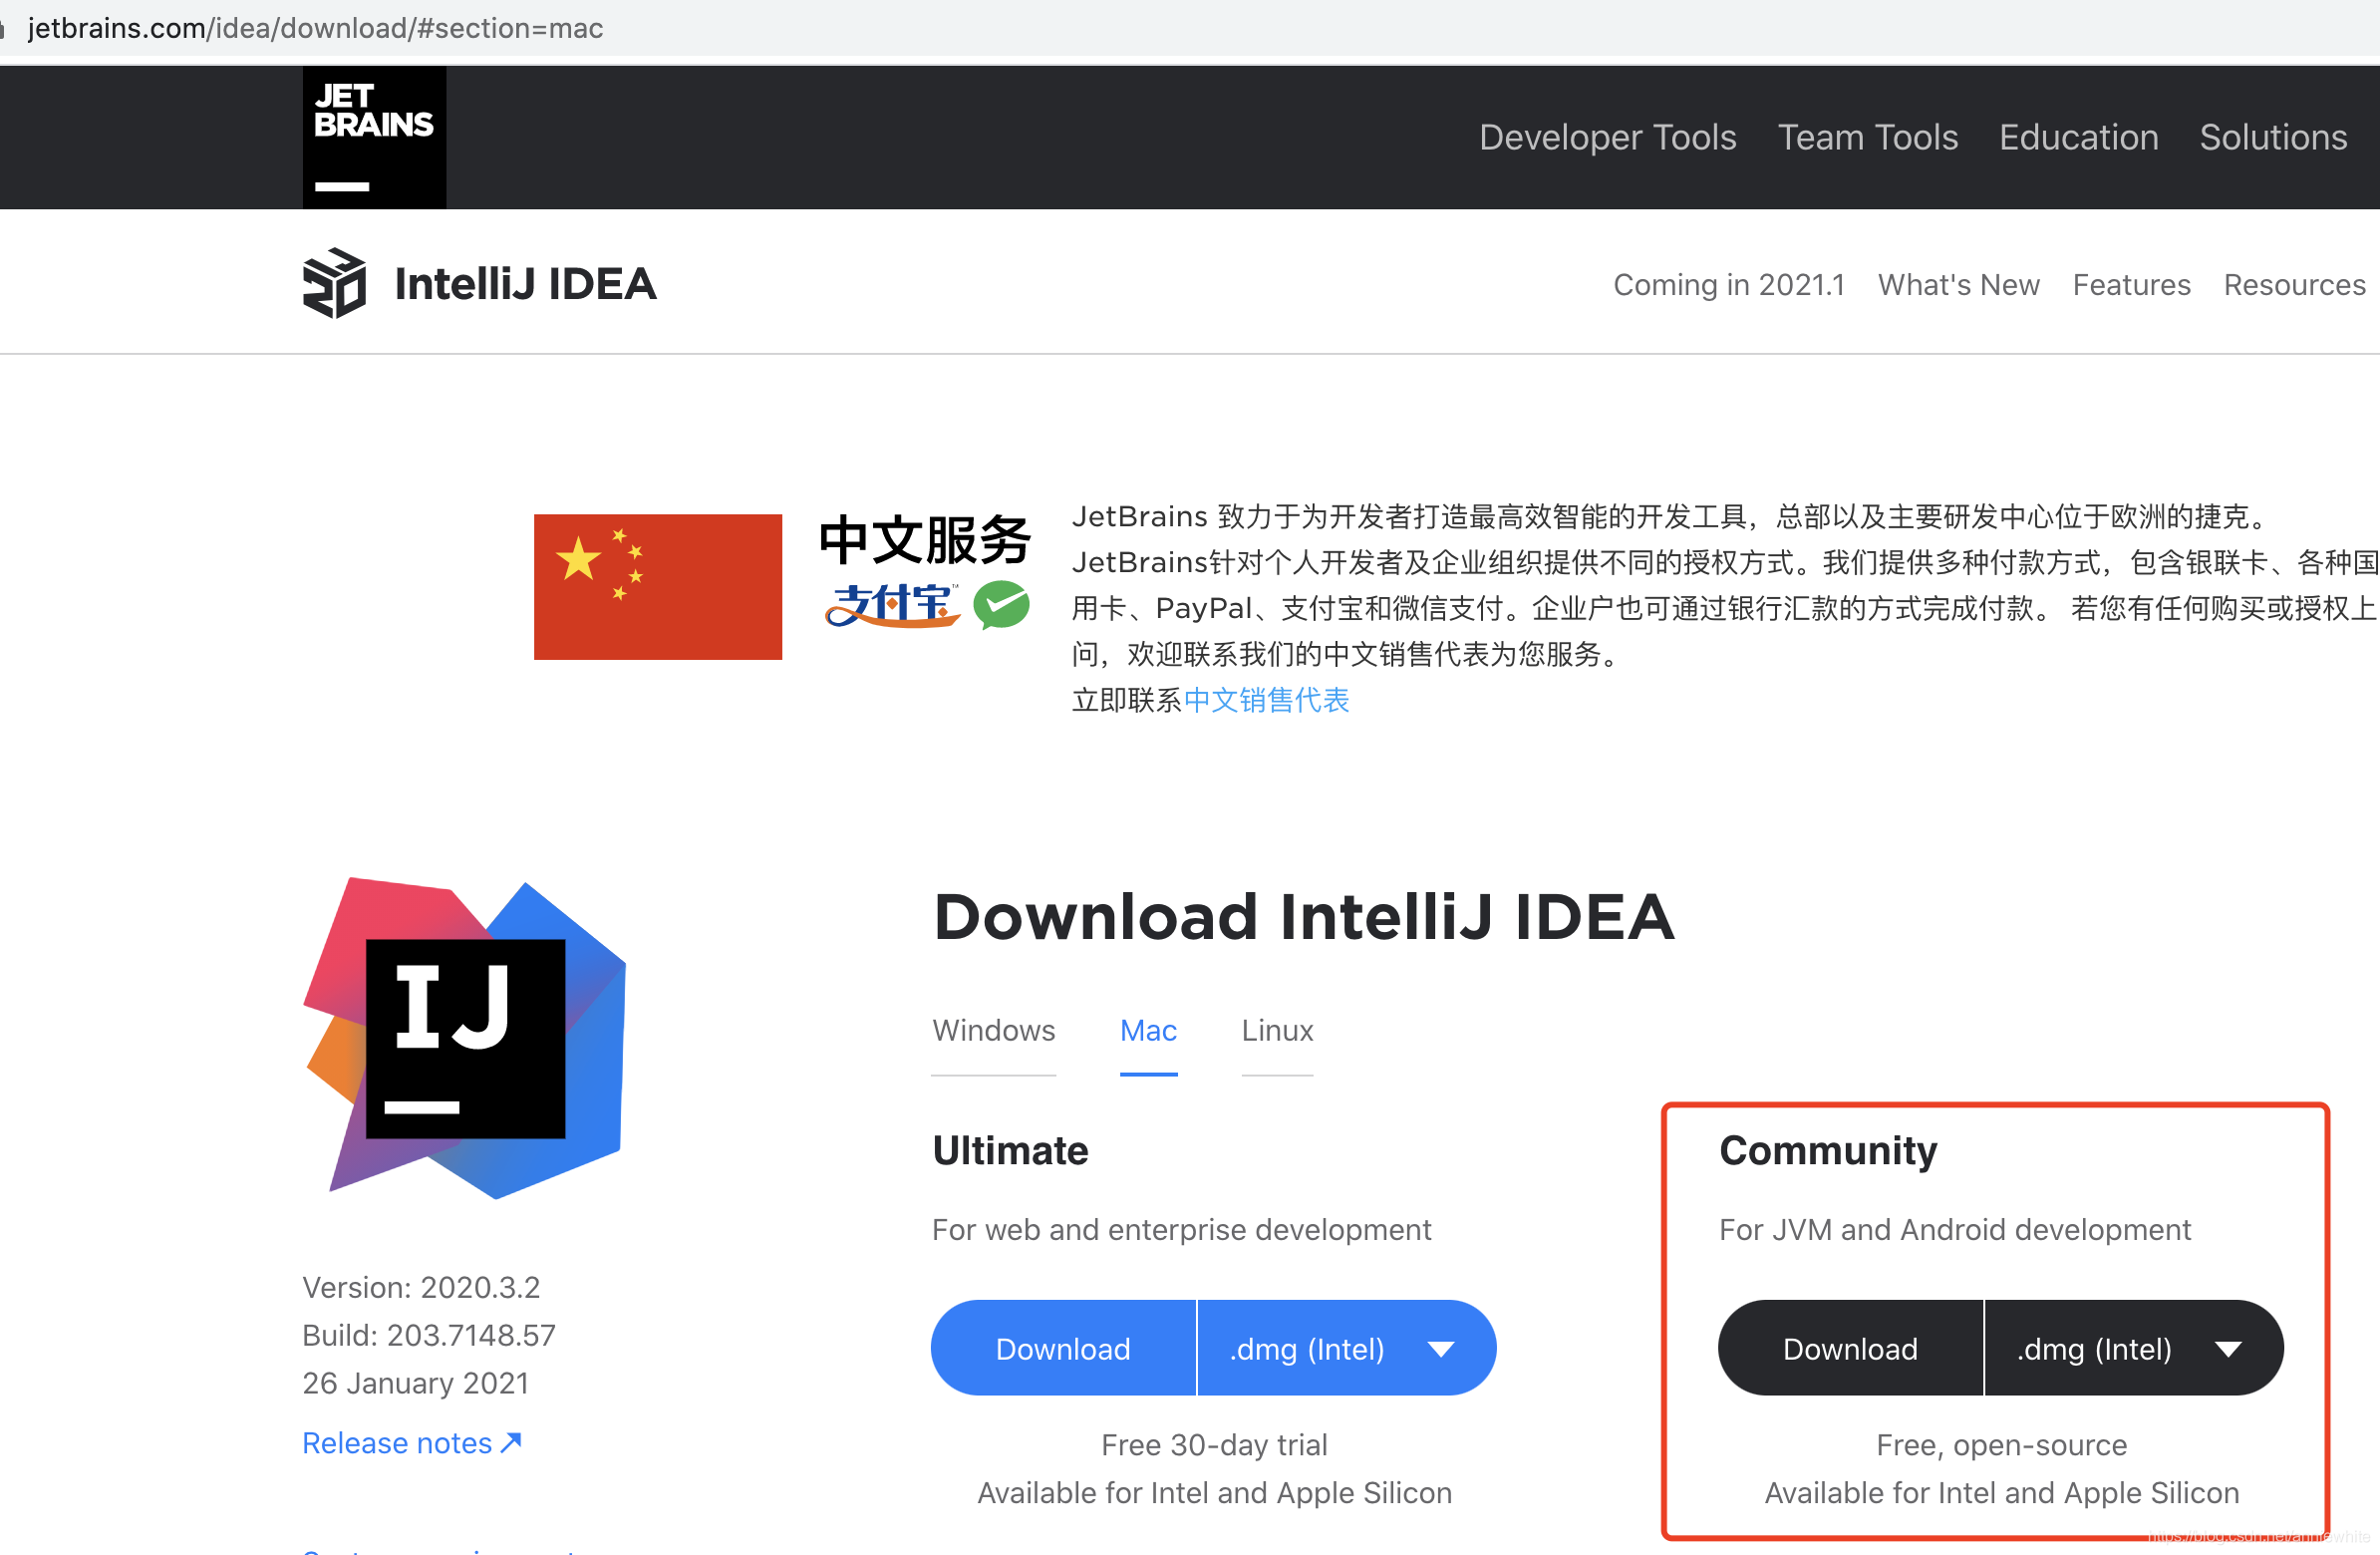 jetbrains.com/idea/download/#section=mac
JET
BRAINS
Developer Tools Team Tools Education Solutions
IntelliJ IDEA
Coming in 2021.1 What's New Features Resources
中文服务
支付宝™
JetBrains 致力于为开发者打造最高效智能的开发工具，总部以及主要研发中心位于欧洲的捷克。
JetBrains针对个人开发者及企业组织提供不同的授权方式。我们提供多种付款方式，包含银联卡、各种国
用卡、PayPal、支付宝和微信支付。企业户也可通过银行汇款的方式完成付款。 若您有任何购买或授权上
问，欢迎联系我们的中文销售代表为您服务。
立即联系中文销售代表
IJ
Download IntelliJ IDEA
Windows Mac Linux
Ultimate
For web and enterprise development
Download .dmg (Intel)
Free 30-day trial
Available for Intel and Apple Silicon
Community
For JVM and Android development
Download .dmg (Intel)
Free, open-source
Available for Intel and Apple Silicon
Version: 2020.3.2
Build: 203.7148.57
26 January 2021
Release notes